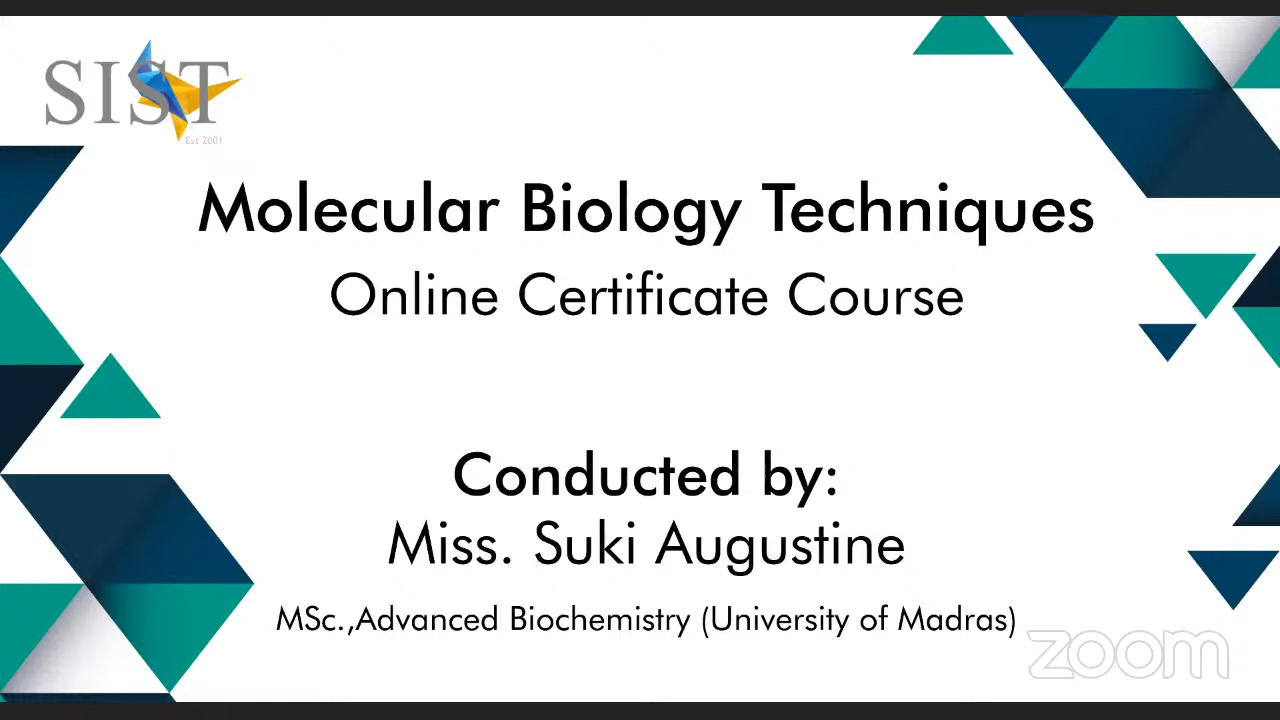 SIST
Est 2001
Molecular Biology Techniques
Online Certificate Course
Conducted by:
Miss. Suki Augustine
MSc.,Advanced Biochemistry (University of Madras)
zoom